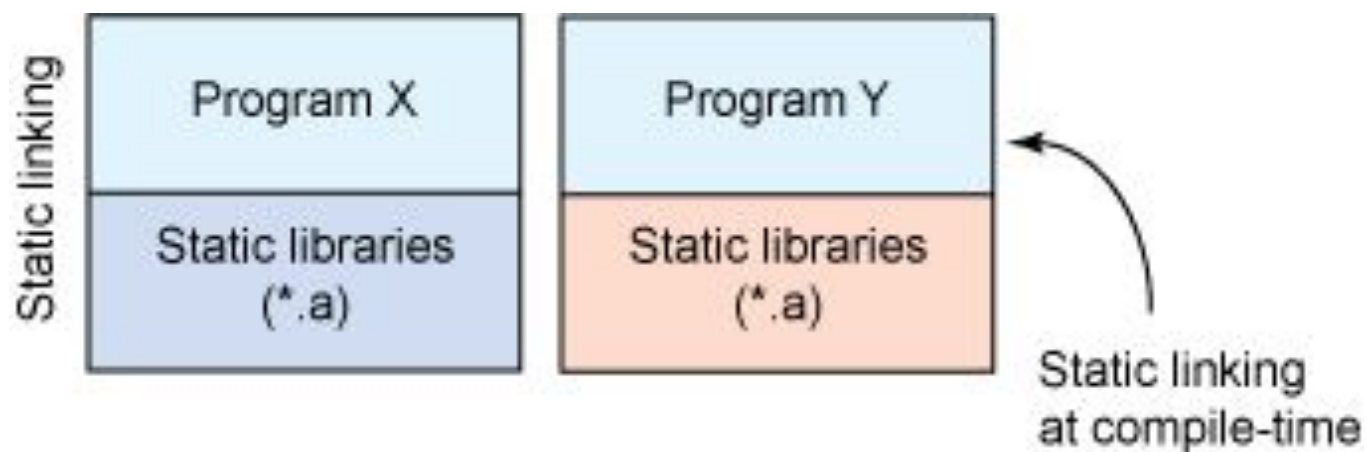 Static linking
Program X
Static libraries
(*.a)
Program Y
Static libraries
(*.a)
Static linking
at compile-time